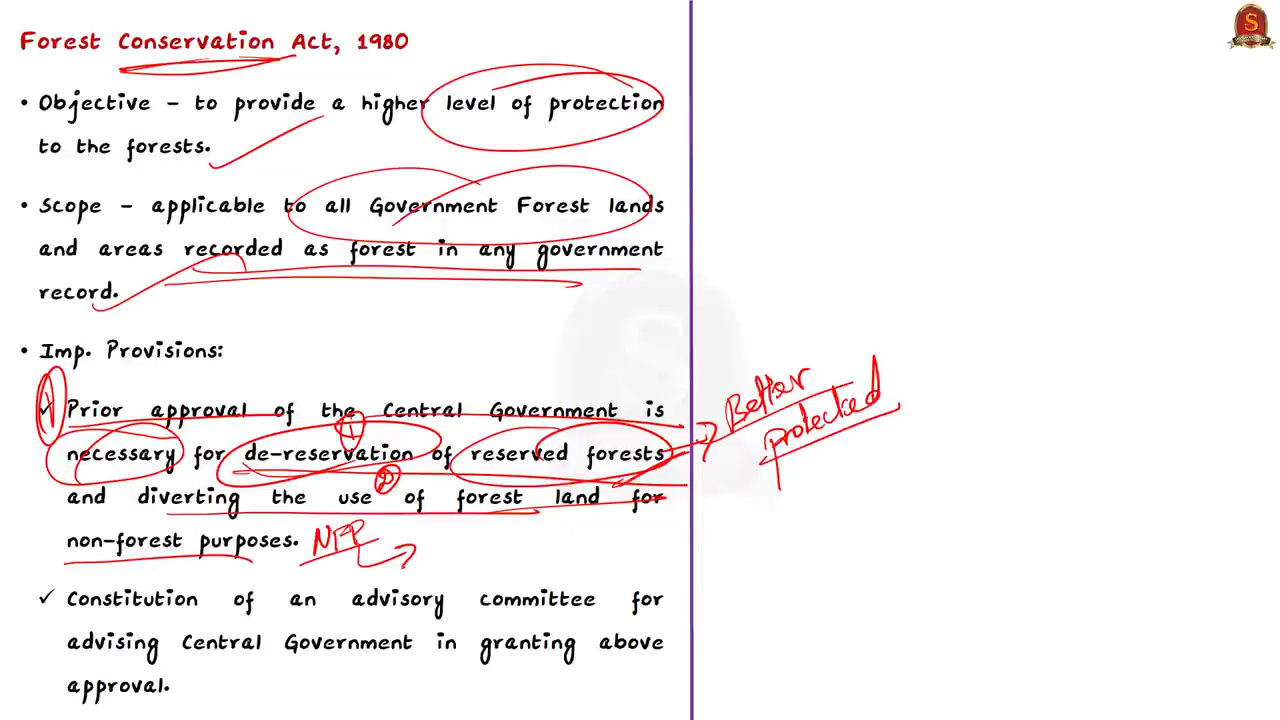 Forest Conservation Act, 1980
• Objective - to provide a higher level of protection
to the forests.
• Scope - applicable to all Government Forest lands
and areas recorded as forest in any government
record.
• Imp. Provisions:
✓ Prior approval of the Central Government is
necessary for de-reservation of reserved forests
and diverting the use of forest land for
non-forest purposes. NFP
✓ Constitution of an advisory committee for
advising Central Government in granting above
approval.
1
2
Better
protected
S
S